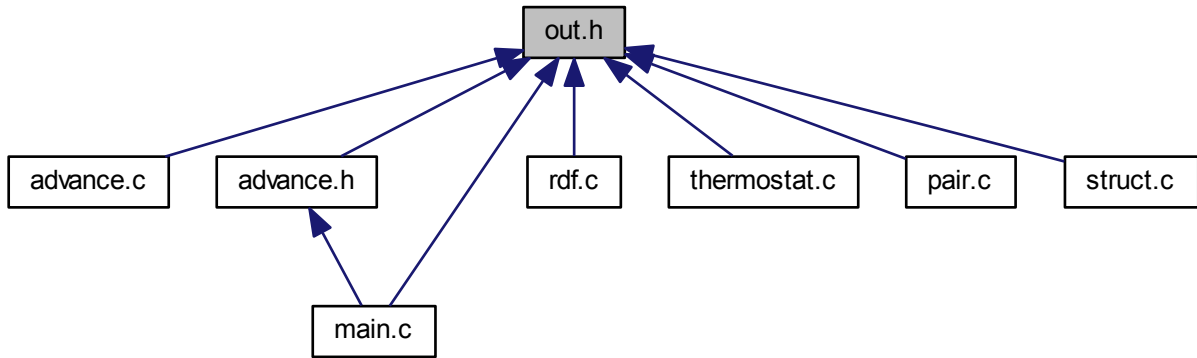 out.h
advance.c
advance.h
rdf.c
thermostat.c
pair.c
struct.c
main.c